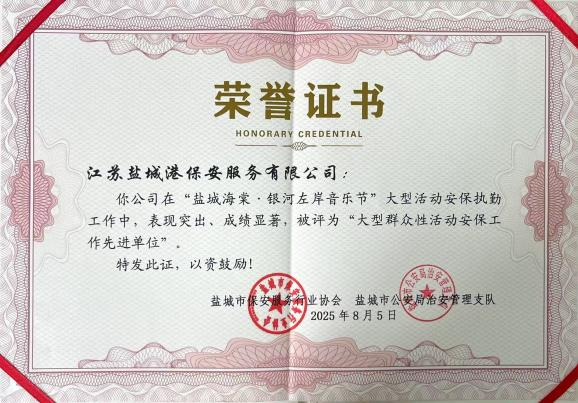 荣誉证书
HONORARY CREDENTIAL
江苏盐城港保安服务有限公司：
你公司在“盐城海棠·银河左岸音乐节”大型活动安保执勤
工作中，表现突出、成绩显著，被评为“大型群众性活动安保工
作先进单位”。
特发此证，以资鼓励！
盐城市保安服务行业协会 盐城市公安局治安管理支队
2025年8月5日